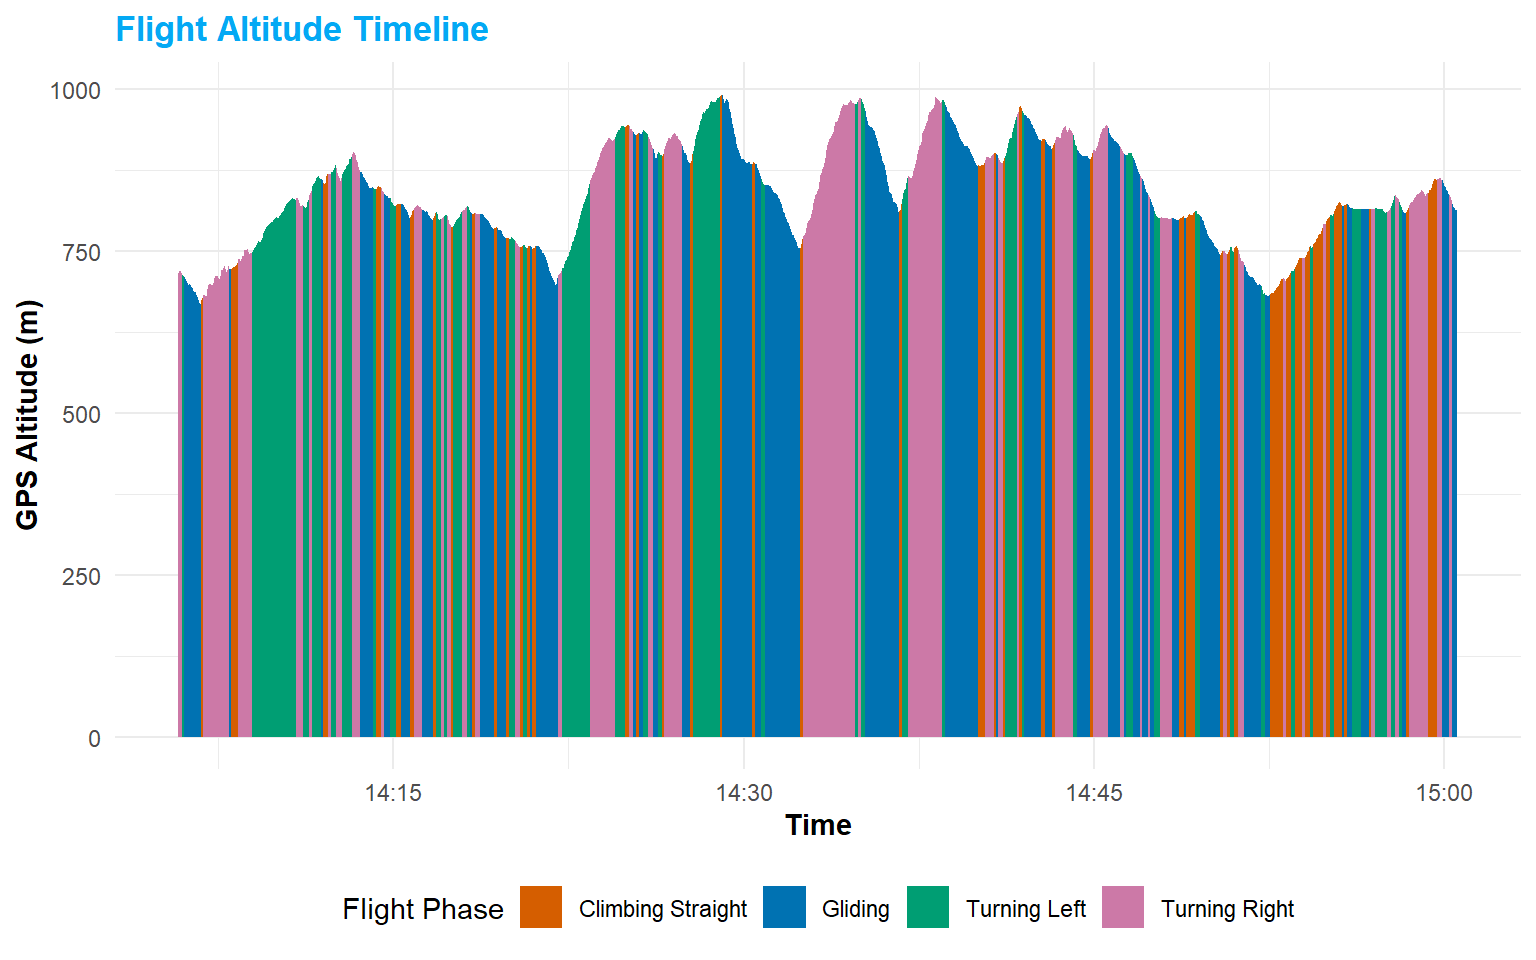 Flight Altitude Timeline
1000
750
500
250
0
GPS Altitude (m)
14:15 14:30 14:45 15:00
Time
Flight Phase Climbing Straight Gliding Turning Left Turning Right